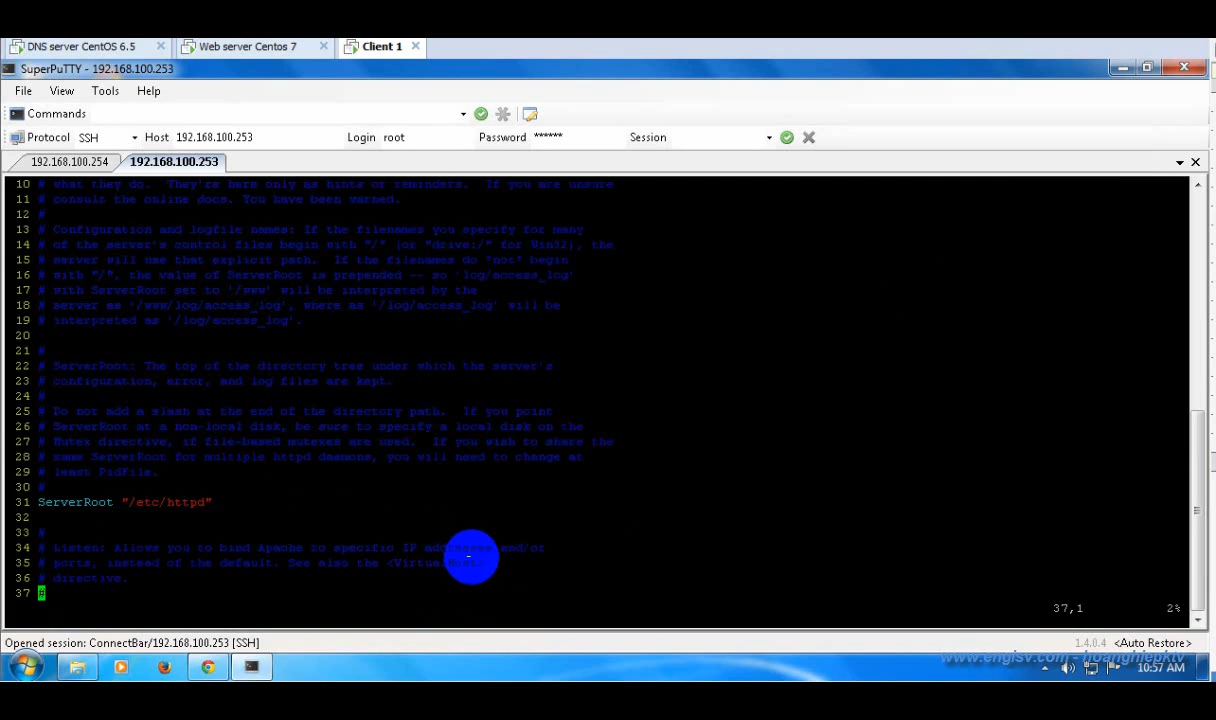 DNS server CentOS 6.5
Web server Centos 7
Client 1
SuperPuTTY - 192.168.100.253
File View Tools Help
Commands
Protocol SSH Host 192.168.100.253 Login root Password ****** Session
192.168.100.254 192.168.100.253
10 # what they do.  They're here only as hints or reminders.  If you are unsure
11 # consult the online docs. You have been warned.
12 #
13 # Configuration and logfile names: If the filenames you specify for many
14 # of the server's control files begin with "/" (or "drive:/" for Win32), the
15 # server will use that explicit path.  If the filenames do *not* begin
16 # with "/", the value of ServerRoot is prepended -- so 'log/access_log'
17 # with ServerRoot set to '/www' will be interpreted by the
18 # server as '/www/log/access_log', where as '/log/access_log' will be
19 # interpreted as '/log/access_log'.
20
21 #
22 # ServerRoot: The top of the directory tree under which the server's
23 # configuration, error, and log files are kept.
24 #
25 # Do not add a slash at the end of the directory path.  If you point
26 # ServerRoot at a non-local disk, be sure to specify a local disk on the
27 # Mutex directive, if file-based mutexes are used.  If you wish to share the
28 # same ServerRoot for multiple httpd daemons, you will need to change at
29 # least PidFile.
30 #
31 ServerRoot "/etc/httpd"
32
33 #
34 # Listen: Allows you to bind Apache to specific IP addresses and/or
35 # ports, instead of the default. See also the <VirtualHost>
36 # directive.
37 #
37,1 2%
Opened session: ConnectBar/192.168.100.253 [SSH] 1.4.0.4 <Auto Restore>
www.engisv.com - hoanghiepktv
10:57 AM